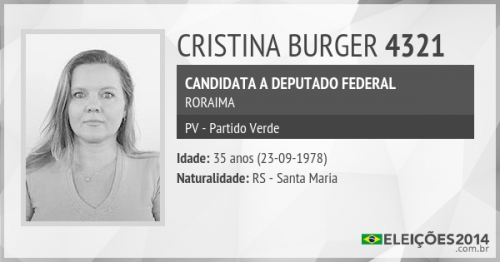 CRISTINA BURGER 4321
CANDIDATA A DEPUTADO FEDERAL
RORAIMA
PV - Partido Verde
Idade: 35 anos (23-09-1978)
Naturalidade: RS - Santa Maria
ELEIÇÕES2014
.com.br